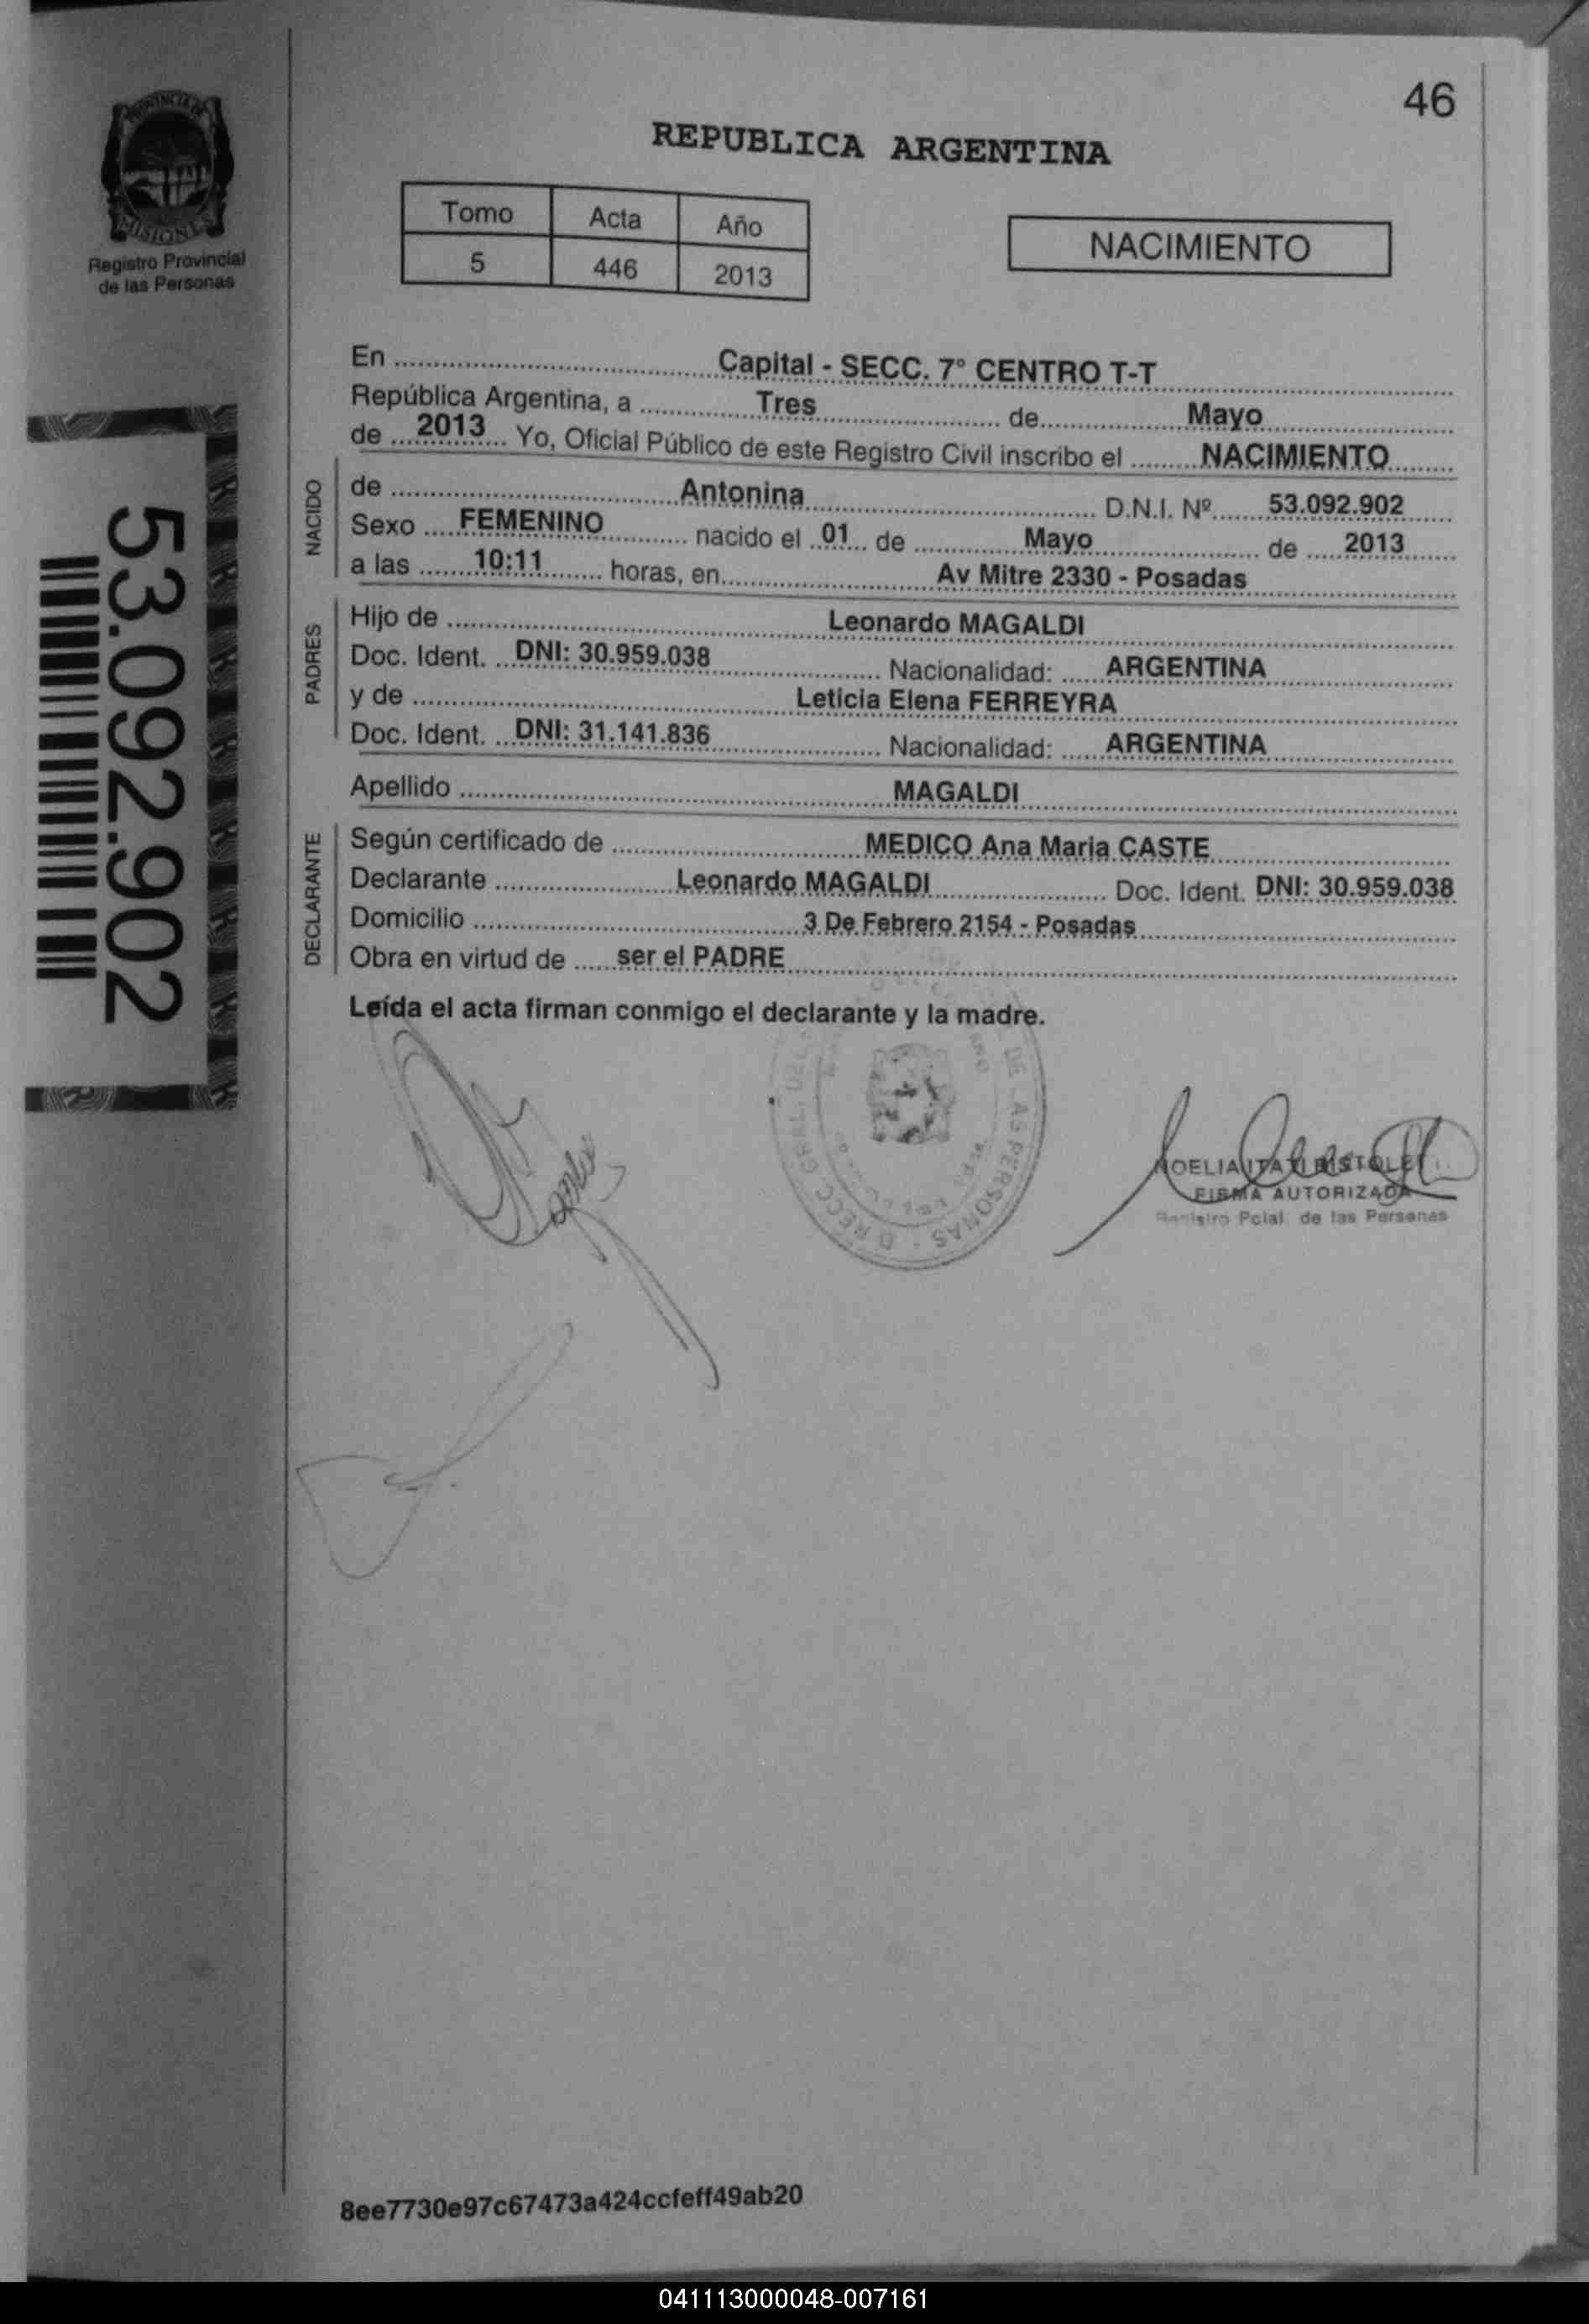 46
PROVINCIA DE
MISIONES
Registro Provincial
de las Personas
REPUBLICA ARGENTINA
Tomo Acta Año
5 446 2013
NACIMIENTO
En Capital - SECC. 7° CENTRO T-T
República Argentina, a Tres de Mayo
de 2013 Yo, Oficial Público de este Registro Civil inscribo el NACIMIENTO
NACIDO
de Antonina D.N.I. Nº 53.092.902
Sexo FEMENINO nacido el 01 de Mayo de 2013
a las 10:11 horas, en Av Mitre 2330 - Posadas
PADRES
Hijo de Leonardo MAGALDI
Doc. Ident. DNI: 30.959.038 Nacionalidad: ARGENTINA
y de Leticia Elena FERREYRA
Doc. Ident. DNI: 31.141.836 Nacionalidad: ARGENTINA
Apellido MAGALDI
DECLARANTE
Según certificado de MEDICO Ana Maria CASTE
Declarante Leonardo MAGALDI Doc. Ident. DNI: 30.959.038
Domicilio 3 De Febrero 2154 - Posadas
Obra en virtud de ser el PADRE
Leída el acta firman conmigo el declarante y la madre.
53.092.902
DE LAS PERSONAS
FIRMA AUTORIZADA
Registro Pcial. de las Personas
8ee7730e97c67473a424ccfeff49ab20
041113000048-007161